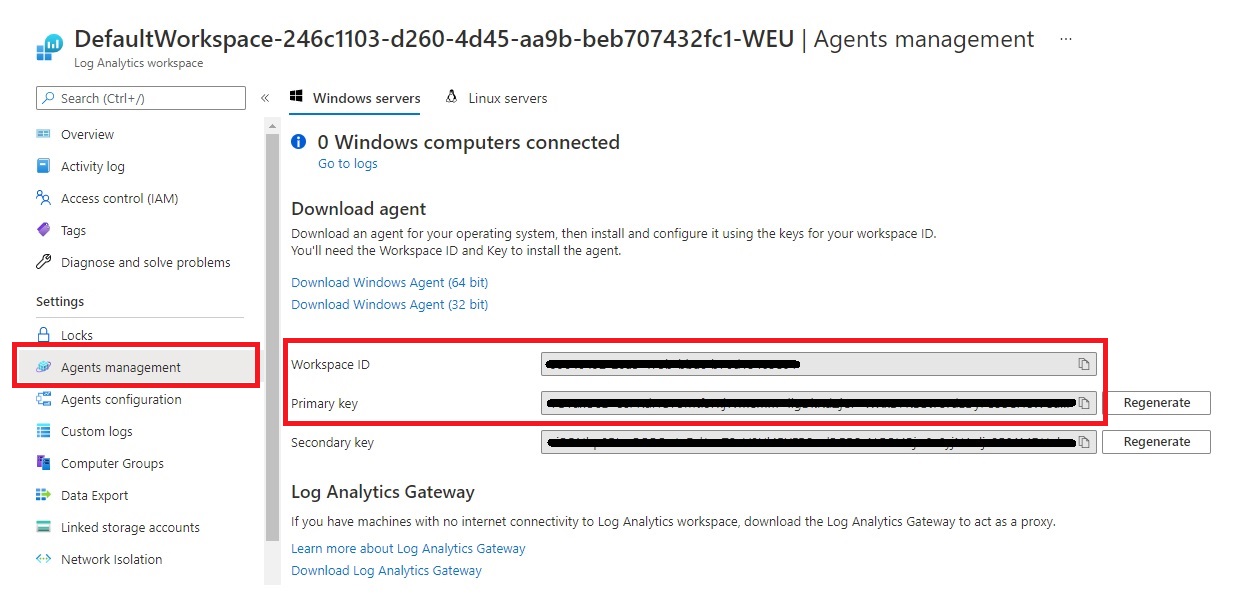 DefaultWorkspace-246c1103-d260-4d45-aa9b-beb707432fc1-WEU | Agents management ...
Log Analytics workspace
Search (Ctrl+/)
«
Overview
Activity log
Access control (IAM)
Tags
Diagnose and solve problems
Settings
Locks
Agents management
Agents configuration
Custom logs
Computer Groups
Data Export
Linked storage accounts
Network Isolation
Windows servers
Linux servers
0 Windows computers connected
Go to logs
Download agent
Download an agent for your operating system, then install and configure it using the keys for your workspace ID.
You'll need the Workspace ID and Key to install the agent.
Download Windows Agent (64 bit)
Download Windows Agent (32 bit)
Workspace ID
Primary key
Regenerate
Secondary key
Regenerate
Log Analytics Gateway
If you have machines with no internet connectivity to Log Analytics workspace, download the Log Analytics Gateway to act as a proxy.
Learn more about Log Analytics Gateway
Download Log Analytics Gateway